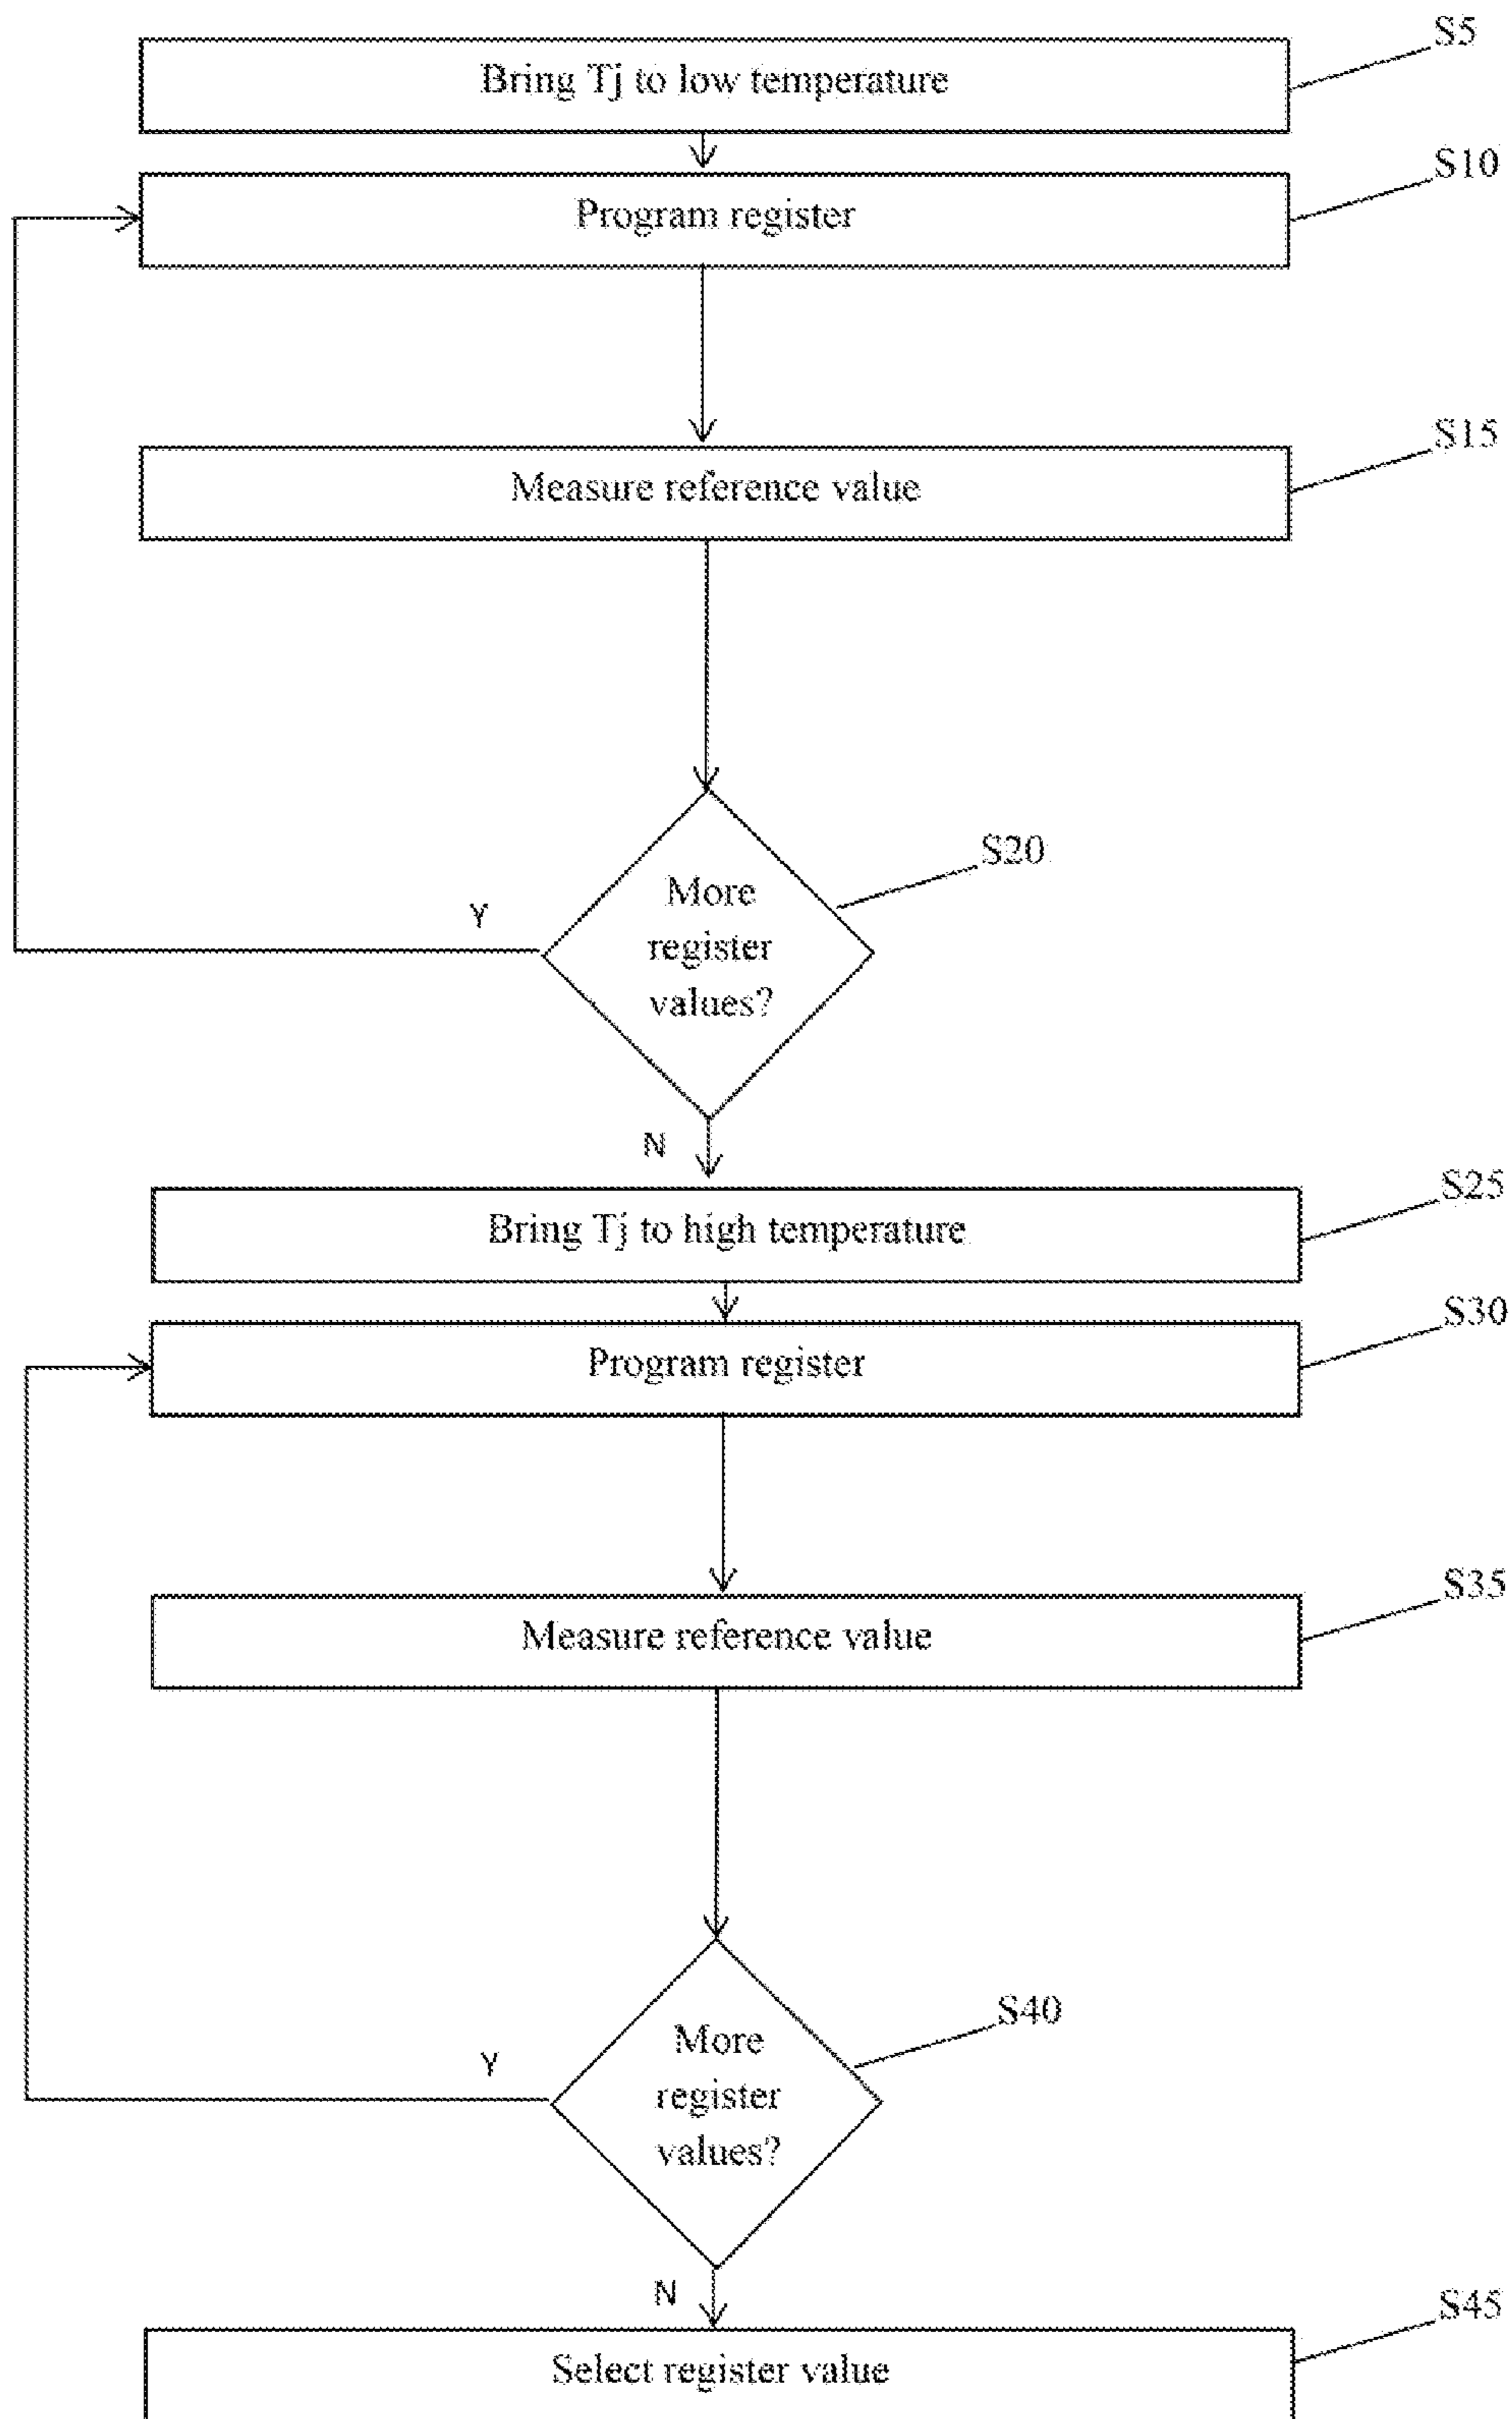 S5
Bring Tj to low temperature
S10
Program register
S15
Measure reference value
S20
More
register
values?
Y
N
S25
Bring Tj to high temperature
S30
Program register
S35
Measure reference value
S40
More
register
values?
Y
N
S45
Select register value